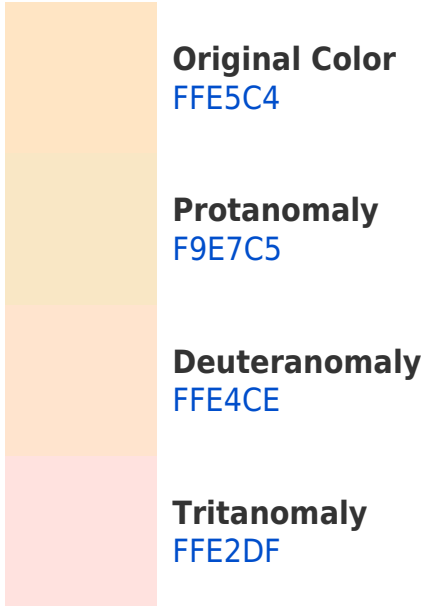 Original Color
FFE5C4
Protanomaly
F9E7C5
Deuteranomaly
FFE4CE
Tritanomaly
FFE2DF